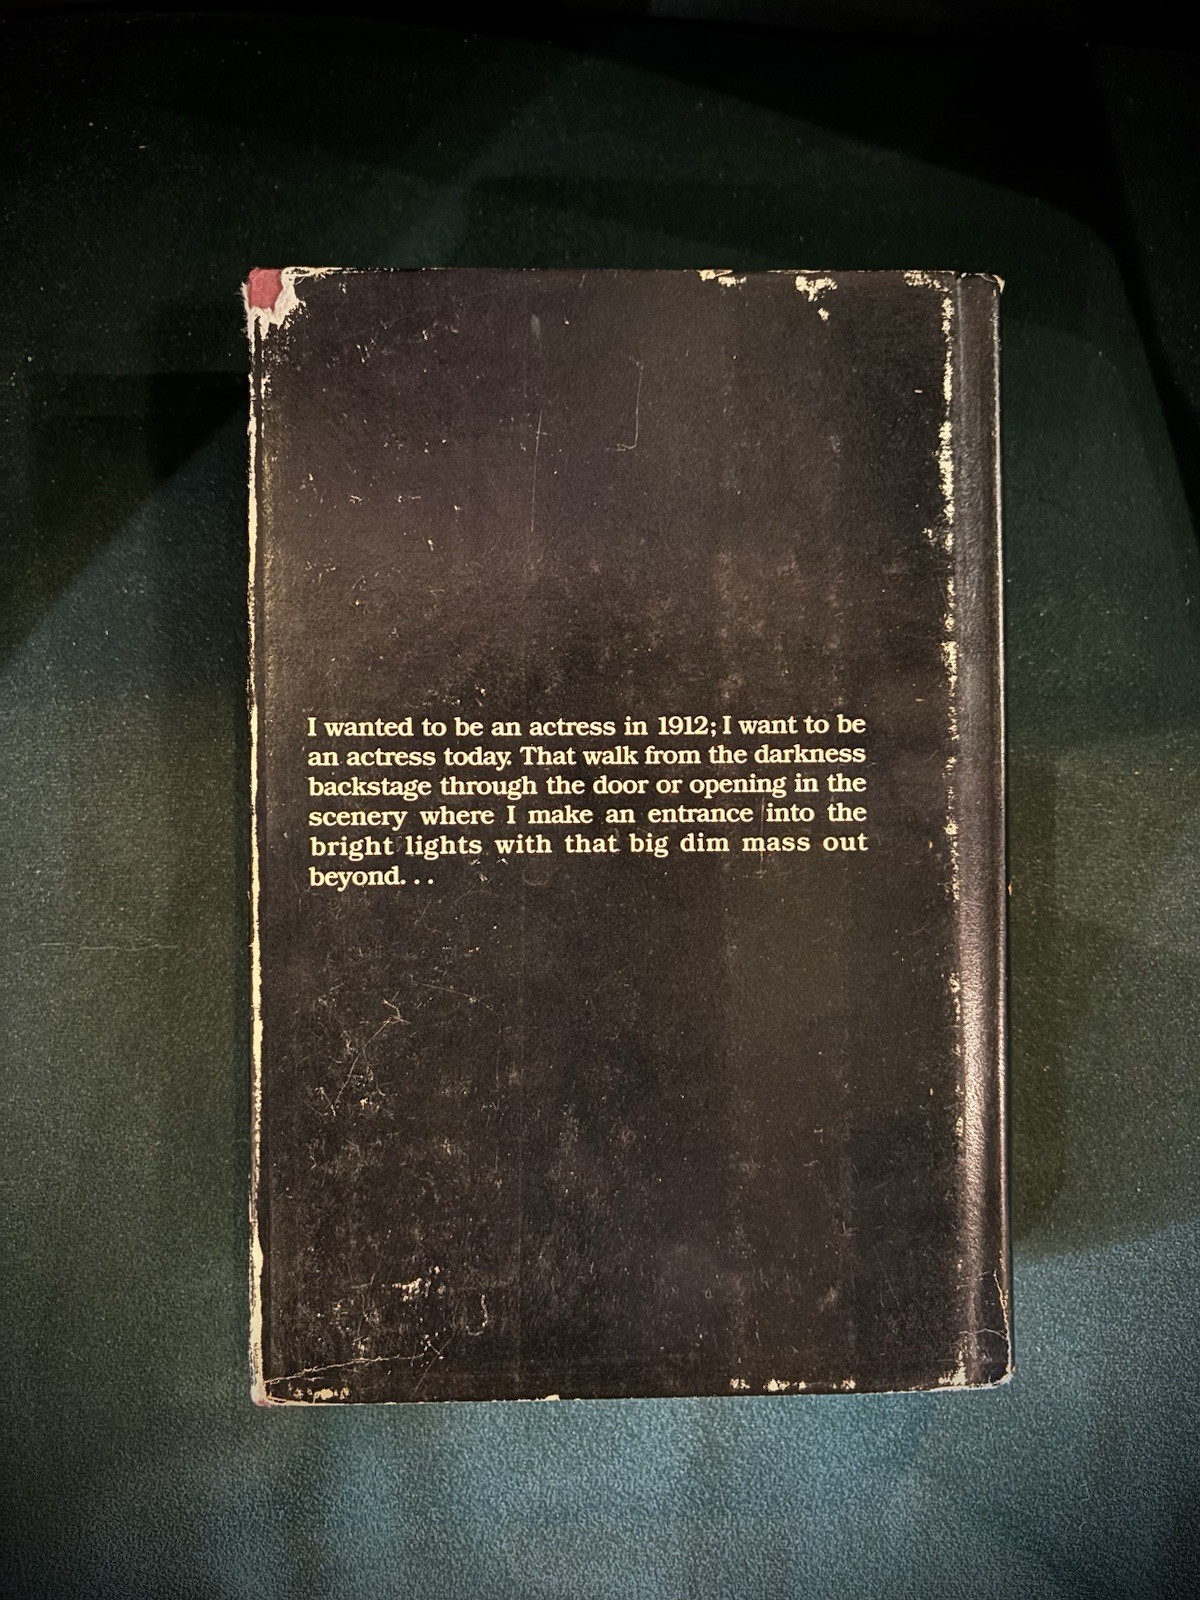 I wanted to be an actress in 1912; I want to be
an actress today. That walk from the darkness
backstage through the door or opening in the
scenery where I make an entrance into the
bright lights with that big dim mass out
beyond. . .